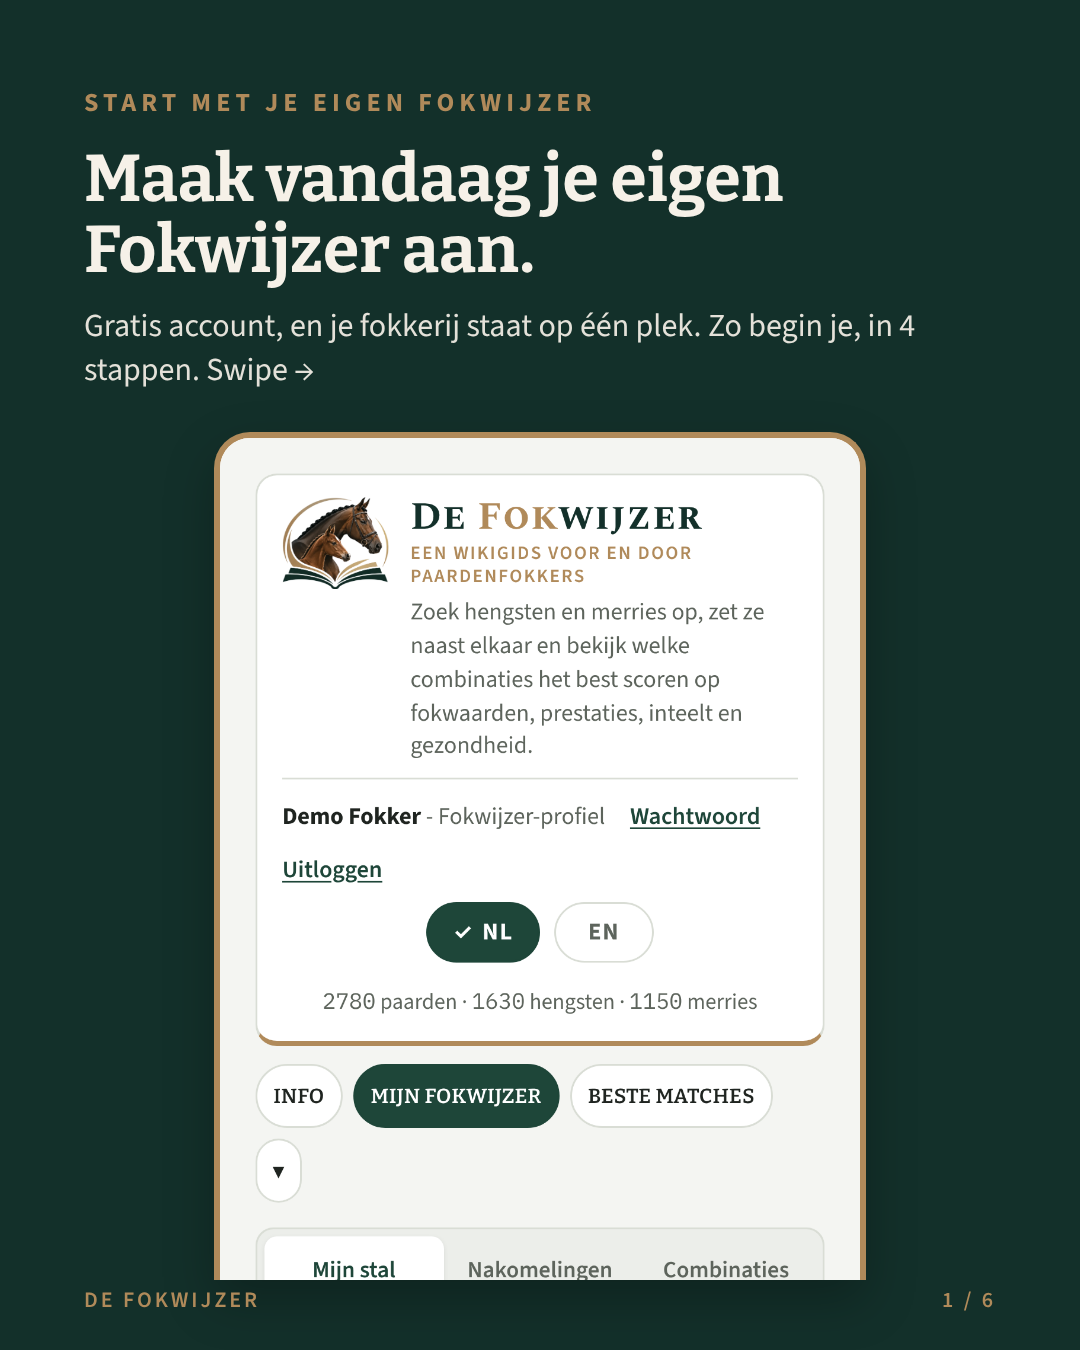 START MET JE EIGEN FOKWIJZER
Maak vandaag je eigen
Fokwijzer aan.
Gratis account, en je fokkerij staat op één plek. Zo begin je, in 4
stappen. Swipe →
DE FOKWIJZER
EEN WIKIGIDS VOOR EN DOOR
PAARDENFOKKERS
Zoek hengsten en merries op, zet ze
naast elkaar en bekijk welke
combinaties het best scoren op
fokwaarden, prestaties, inteelt en
gezondheid.
Demo Fokker - Fokwijzer-profiel Wachtwoord
Uitloggen
✓ NL EN
2780 paarden · 1630 hengsten · 1150 merries
INFO MIJN FOKWIJZER BESTE MATCHES
▼
Mijn stal Nakomelingen Combinaties
DE FOKWIJZER 1 / 6